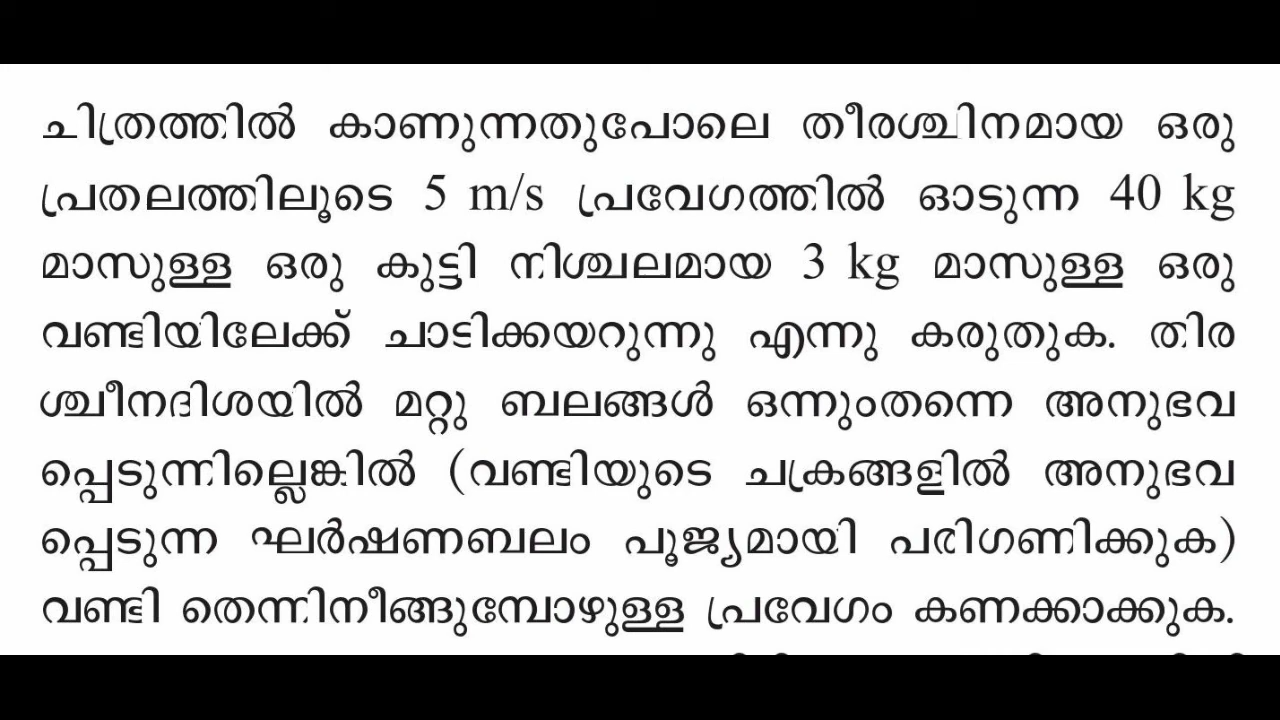 ചിത്രത്തിൽ കാണുന്നതുപോലെ തീരശ്ചിനമായ ഒരു
പ്രതലത്തിലൂടെ 5 m/s പ്രവേഗത്തിൽ ഓടുന്ന 40 kg
മാസുള്ള ഒരു കുട്ടി നിശ്ചലമായ 3 kg മാസുള്ള ഒരു
വണ്ടിയിലേക്ക് ചാടിക്കയറുന്നു എന്നു കരുതുക. തിര
ശ്ചീനദിശയിൽ മറ്റു ബലങ്ങൾ ഒന്നുംതന്നെ അനുഭവ
പ്പെടുന്നില്ലെങ്കിൽ (വണ്ടിയുടെ ചക്രങ്ങളിൽ അനുഭവ
പ്പെടുന്ന ഘർഷണബലം പൂജ്യമായി പരിഗണിക്കുക)
വണ്ടി തെന്നിനീങ്ങുമ്പോഴുള്ള പ്രവേഗം കണക്കാക്കുക.